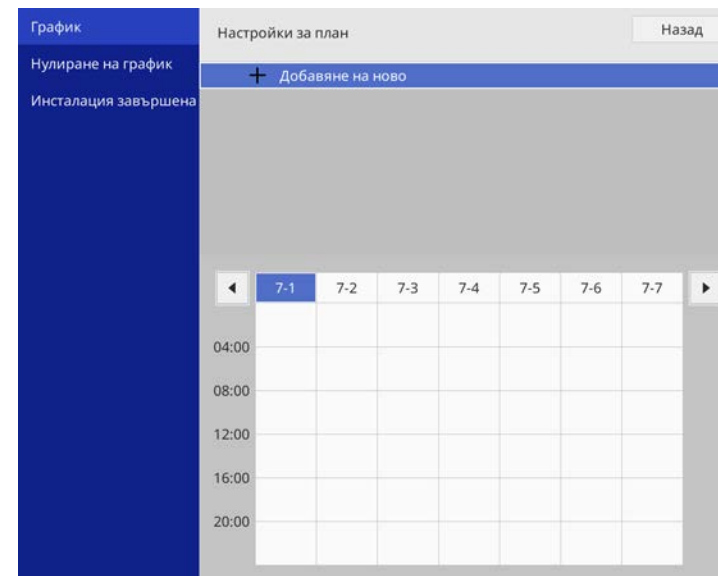 График
Нулиране на график
Инсталация завършена
Настройки за план
Назад
Добавяне на ново
7-1 7-2 7-3 7-4 7-5 7-6 7-7
04:00
08:00
12:00
16:00
20:00